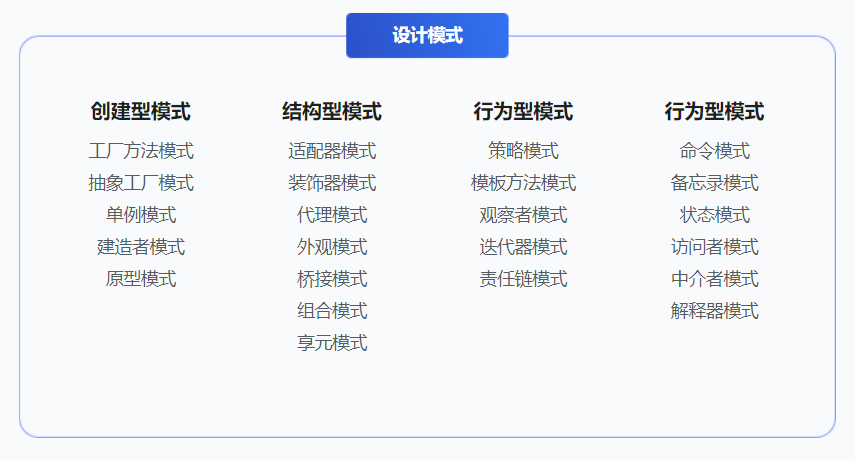 设计模式
创建型模式
工厂方法模式
抽象工厂模式
单例模式
建造者模式
原型模式
结构型模式
适配器模式
装饰器模式
代理模式
外观模式
桥接模式
组合模式
享元模式
行为型模式
策略模式
模板方法模式
观察者模式
迭代器模式
责任链模式
行为型模式
命令模式
备忘录模式
状态模式
访问者模式
中介者模式
解释器模式